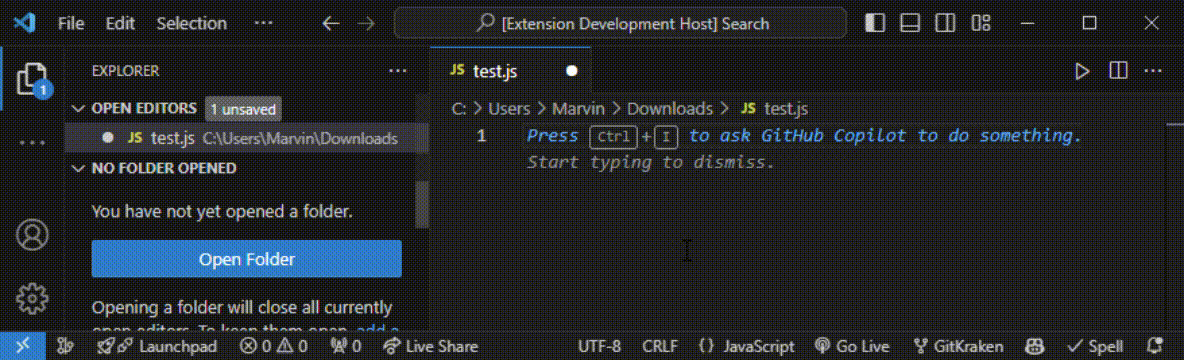 File Edit Selection ··· [Extension Development Host] Search
EXPLORER ···
1
OPEN EDITORS 1 unsaved
JS test.js C:\Users\Marvin\Downloads
NO FOLDER OPENED
You have not yet opened a folder.
Open Folder
Opening a folder will close all currently
open editors. To keep them open, add a
JS test.js
C: > Users > Marvin > Downloads > JS test.js
1 Press Ctrl+I to ask GitHub Copilot to do something.
Start typing to dismiss.
Launchpad 0 0 0 Live Share UTF-8 CRLF {} JavaScript Go Live GitKraken Spell